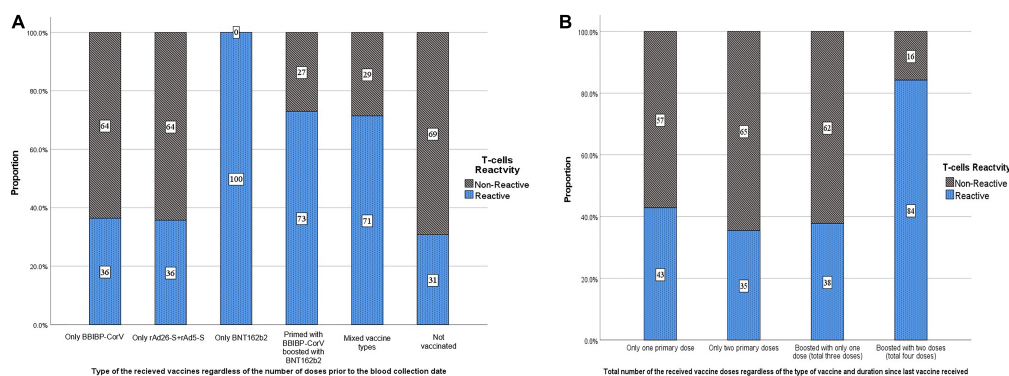 A
100.0%
80.0%
60.0%
40.0%
20.0%
0.0%
Proportion
64
64
0
27
29
69
36
36
100
73
71
31
T-cells
Reactvity
Non-Reactive
Reactive
Only BBIBP-CorV
Only rAd26-S+rAd5-S
Only BNT162b2
Primed with
BBIBP-CorV
boosted with
BNT162b2
Mixed vaccine
types
Not
vaccinated
Type of the recieved vaccines regardless of the number of doses prior to the blood collection date
B
100.0%
80.0%
60.0%
40.0%
20.0%
0.0%
Proportion
57
65
62
16
43
35
38
84
T-cells Reactvity
Non-Reactive
Reactive
Only one primary dose
Only two primary doses
Boosted with only one
dose (total three doses)
Boosted with two doses
(total four doses)
Total number of the received vaccine doses regardless of the type of vaccine and duration since last vaccine received